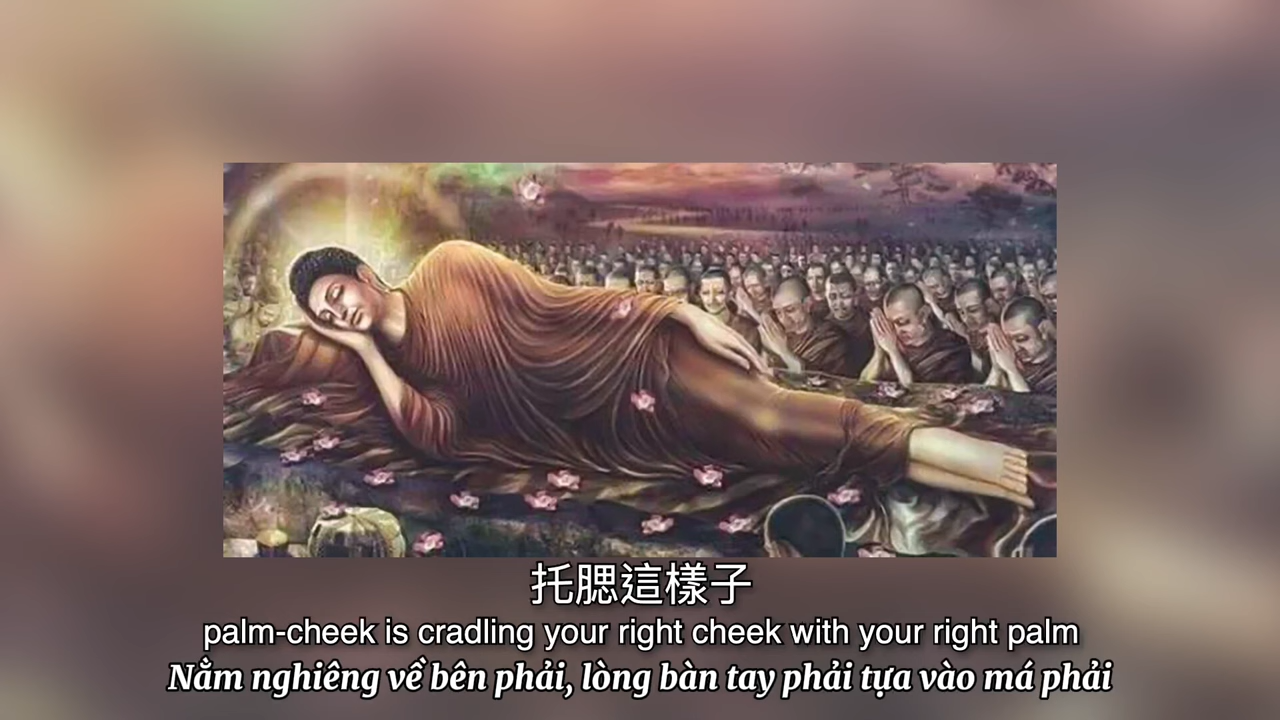 托腮這樣子
palm-cheek is cradling your right cheek with your right palm
Nằm nghiêng về bên phải, lòng bàn tay phải tựa vào má phải